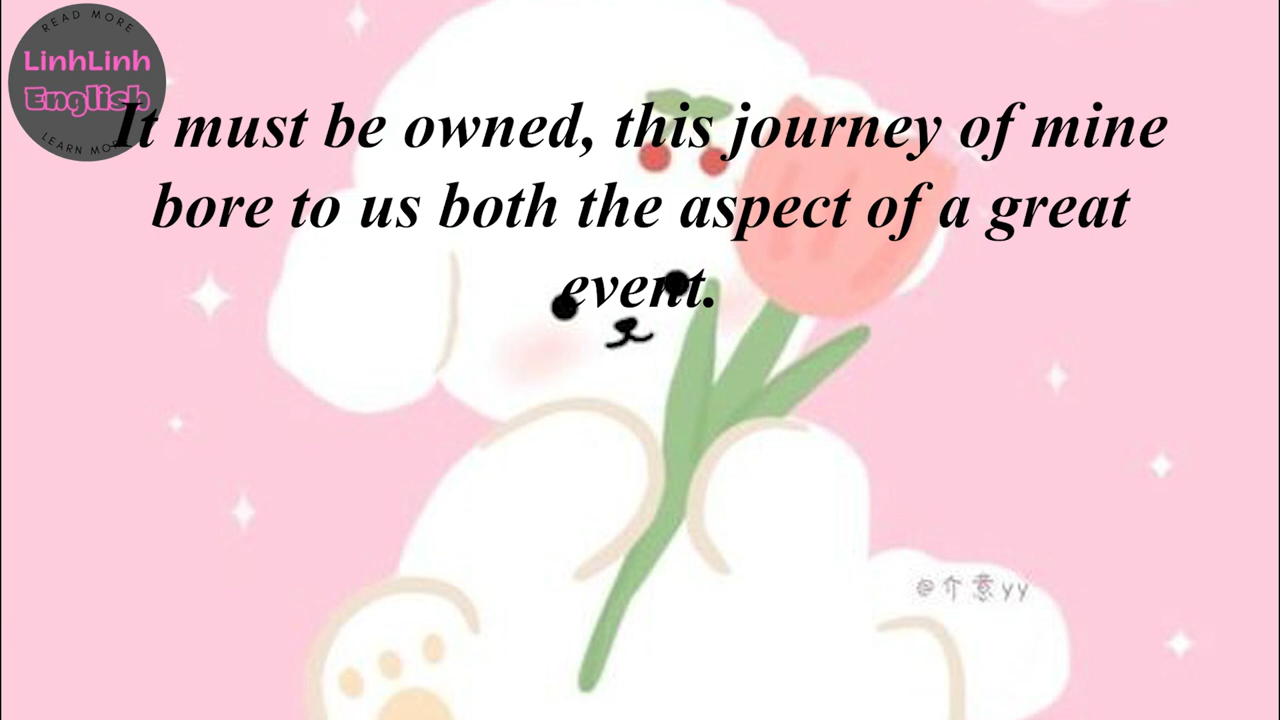 READ MORE
LinhLinh
English
LEARN MO
It must be owned, this journey of mine
bore to us both the aspect of a great
event.
@介意yy